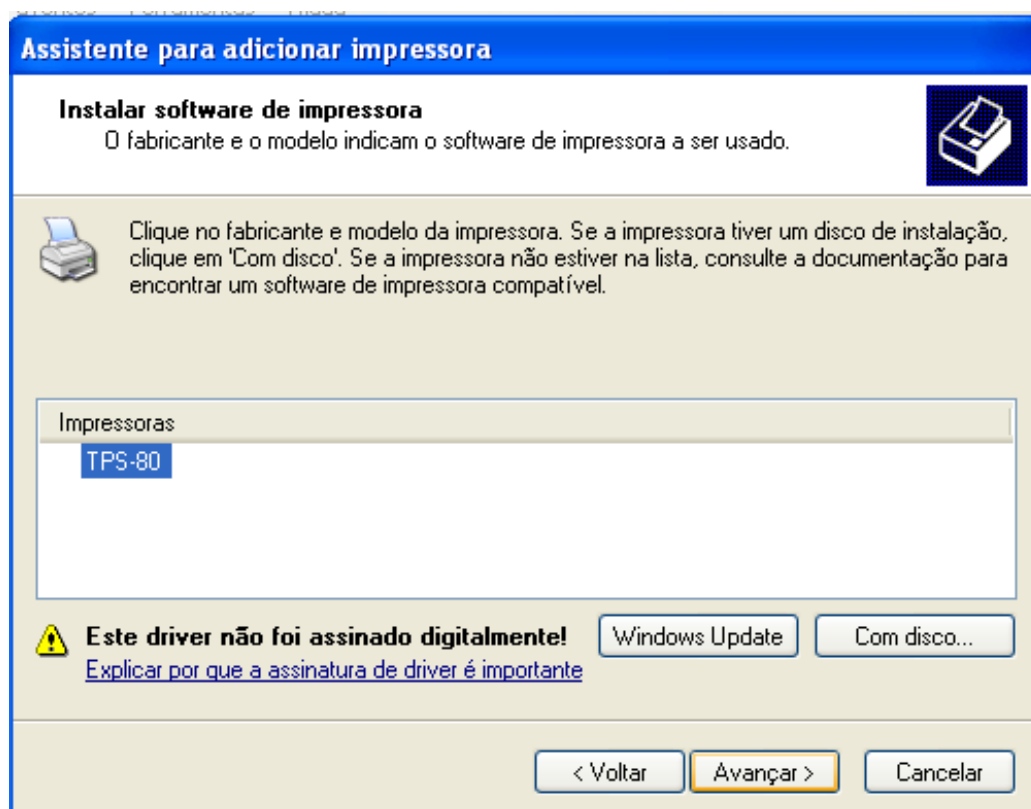 Assistente para adicionar impressora
Instalar software de impressora
O fabricante e o modelo indicam o software de impressora a ser usado.
Clique no fabricante e modelo da impressora. Se a impressora tiver um disco de instalação,
clique em 'Com disco'. Se a impressora não estiver na lista, consulte a documentação para
encontrar um software de impressora compatível.
Impressoras
TPS-80
Este driver não foi assinado digitalmente!
Windows Update
Com disco...
Explicar por que a assinatura de driver é importante
< Voltar
Avançar >
Cancelar